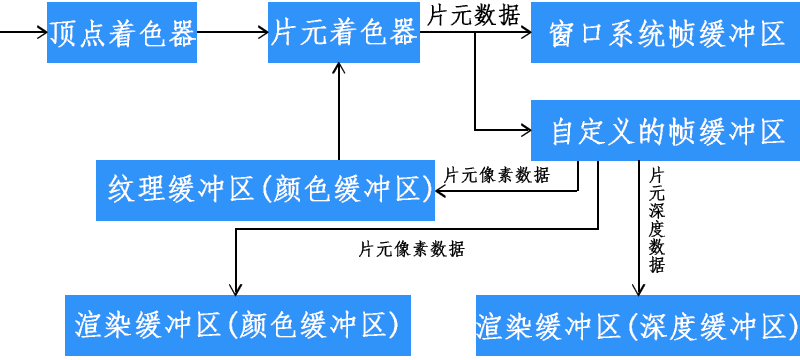 顶点着色器
片元着色器
片元数据
窗口系统帧缓冲区
自定义的帧缓冲区
纹理缓冲区(颜色缓冲区)
片元像素数据
片元像素数据
片元深度数据
渲染缓冲区(颜色缓冲区)
渲染缓冲区(深度缓冲区)